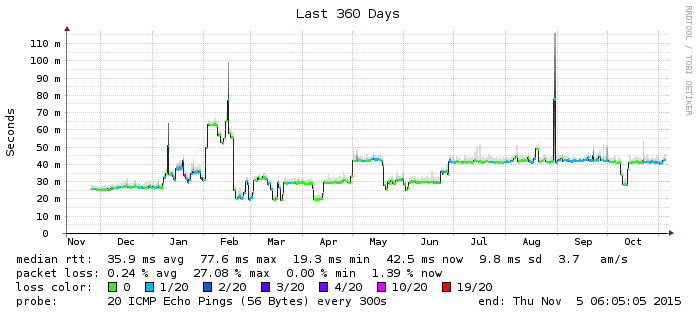 Last 360 Days
RRDTOOL / TOBI OETIKER
Seconds
110 m
100 m
90 m
80 m
70 m
60 m
50 m
40 m
30 m
20 m
10 m
0
Nov Dec Jan Feb Mar Apr May Jun Jul Aug Sep Oct
median rtt: 35.9 ms avg 77.6 ms max 19.3 ms min 42.5 ms now 9.8 ms sd 3.7 am/s
packet loss: 0.24 % avg 27.08 % max 0.00 % min 1.39 % now
loss color: 0 1/20 2/20 3/20 4/20 10/20 19/20
probe: 20 ICMP Echo Pings (56 Bytes) every 300s end: Thu Nov 5 06:05:05 2015